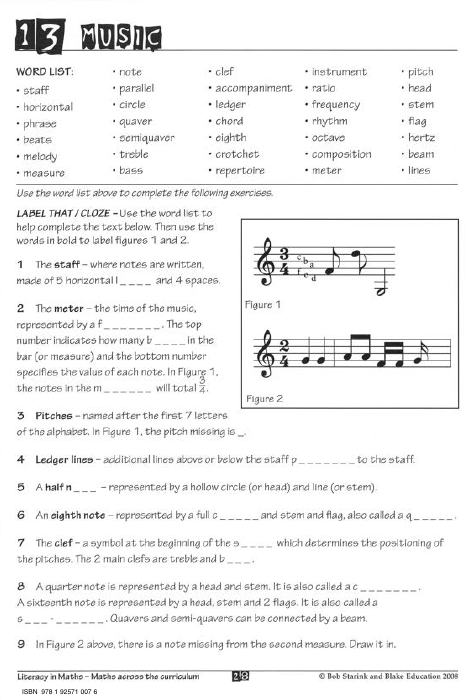 13 MUSIC
WORD LIST:
• staff
• horizontal
• phrase
• beats
• melody
• measure
• note
• parallel
• circle
• quaver
• semiquaver
• treble
• bass
• clef
• accompaniment
• ledger
• chord
• eighth
• crotchet
• repertoire
• instrument
• ratio
• frequency
• rhythm
• octave
• composition
• meter
• pitch
• head
• stem
• flag
• hertz
• beam
• lines
Use the word list above to complete the following exercises.
LABEL THAT / CLOZE – Use the word list to
help complete the text below. Then use the
words in bold to label figures 1 and 2.
1 The staff – where notes are written,
made of 5 horizontal l _ _ _ _ and 4 spaces.
2 The meter – the time of the music,
represented by a f _ _ _ _ _ _ _. The top
number indicates how many b _ _ _ _ in the
bar (or measure) and the bottom number
specifies the value of each note. In Figure 1,
the notes in the m _ _ _ _ _ _ will total 3/4.
3 Pitches – named after the first 7 letters
of the alphabet. In Figure 1, the pitch missing is _.
3
4
c b a
f e d
Figure 1
2
4
Figure 2
4 Ledger lines – additional lines above or below the staff p _ _ _ _ _ _ _ to the staff.
5 A half n _ _ _ – represented by a hollow circle (or head) and line (or stem).
6 An eighth note – represented by a full c _ _ _ _ _ and stem and flag, also called a q _ _ _ _ _.
7 The clef – a symbol at the beginning of the s _ _ _ _ which determines the positioning of
the pitches. The 2 main clefs are treble and b _ _ _.
8 A quarter note is represented by a head and stem. It is also called a c _ _ _ _ _ _ _.
A sixteenth note is represented by a head, stem and 2 flags. It is also called a
s _ _ _ - _ _ _ _ _ _. Quavers and semi-quavers can be connected by a beam.
9 In Figure 2 above, there is a note missing from the second measure. Draw it in.
Literacy in Maths – Maths across the curriculum
28
© Bob Starink and Blake Education 2008
ISBN 978 1 92571 007 6